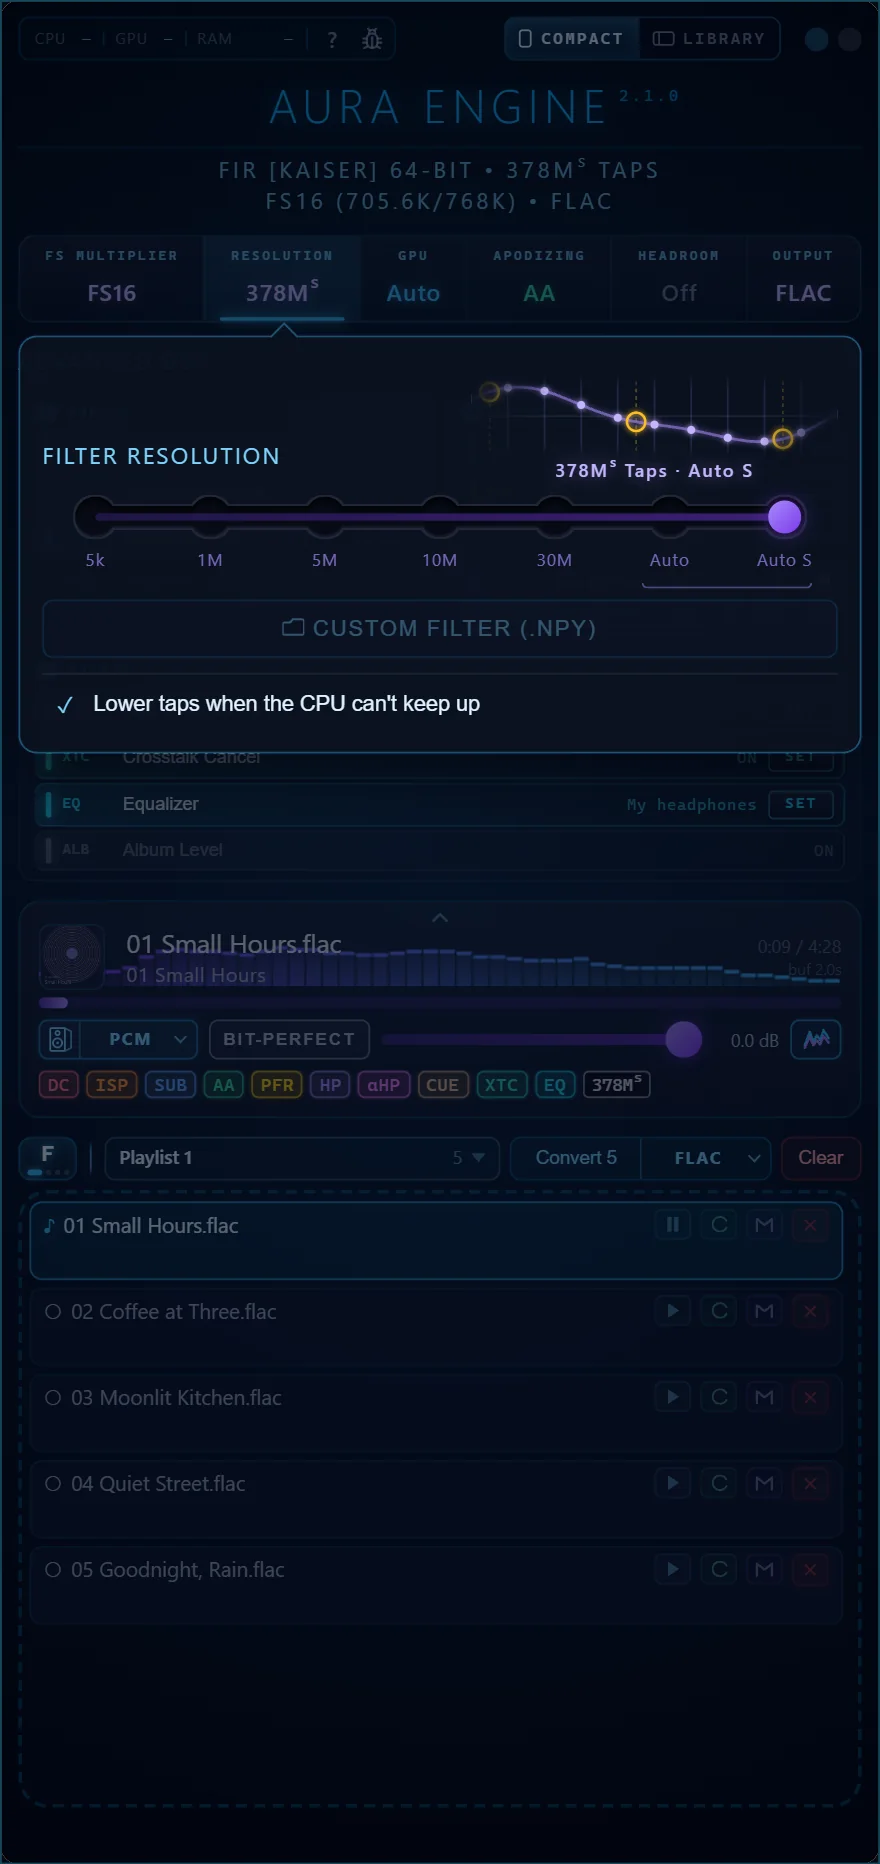 CPU – | GPU – | RAM – ?
COMPACT LIBRARY
AURA ENGINE 2.1.0
FIR [KAISER] 64-BIT • 378Mˢ TAPS
FS16 (705.6K/768K) • FLAC
FS MULTIPLIER RESOLUTION GPU APODIZING HEADROOM OUTPUT
FS16 378Mˢ Auto AA Off FLAC
FILTER RESOLUTION
378Mˢ Taps · Auto S
5k 1M 5M 10M 30M Auto Auto S
CUSTOM FILTER (.NPY)
✓ Lower taps when the CPU can't keep up
XTC Crosstalk Cancel ON SET
EQ Equalizer My headphones SET
ALB Album Level ON
01 Small Hours.flac 0:09 / 4:28
01 Small Hours buf 2.0s
PCM BIT-PERFECT 0.0 dB
DC ISP SUB AA PFR HP αHP CUE XTC EQ 378Mˢ
F Playlist 1 5 Convert 5 FLAC Clear
01 Small Hours.flac C M ×
02 Coffee at Three.flac C M ×
03 Moonlit Kitchen.flac C M ×
04 Quiet Street.flac C M ×
05 Goodnight, Rain.flac C M ×